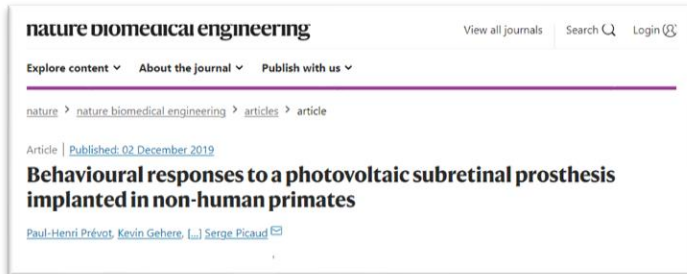 nature biomedical engineering
View all journals Search Login
Explore content About the journal Publish with us
nature > nature biomedical engineering > articles > article
Article | Published: 02 December 2019
Behavioural responses to a photovoltaic subretinal prosthesis
implanted in non-human primates
Paul-Henri Prévot, Kevin Gehere, [...] Serge Picaud